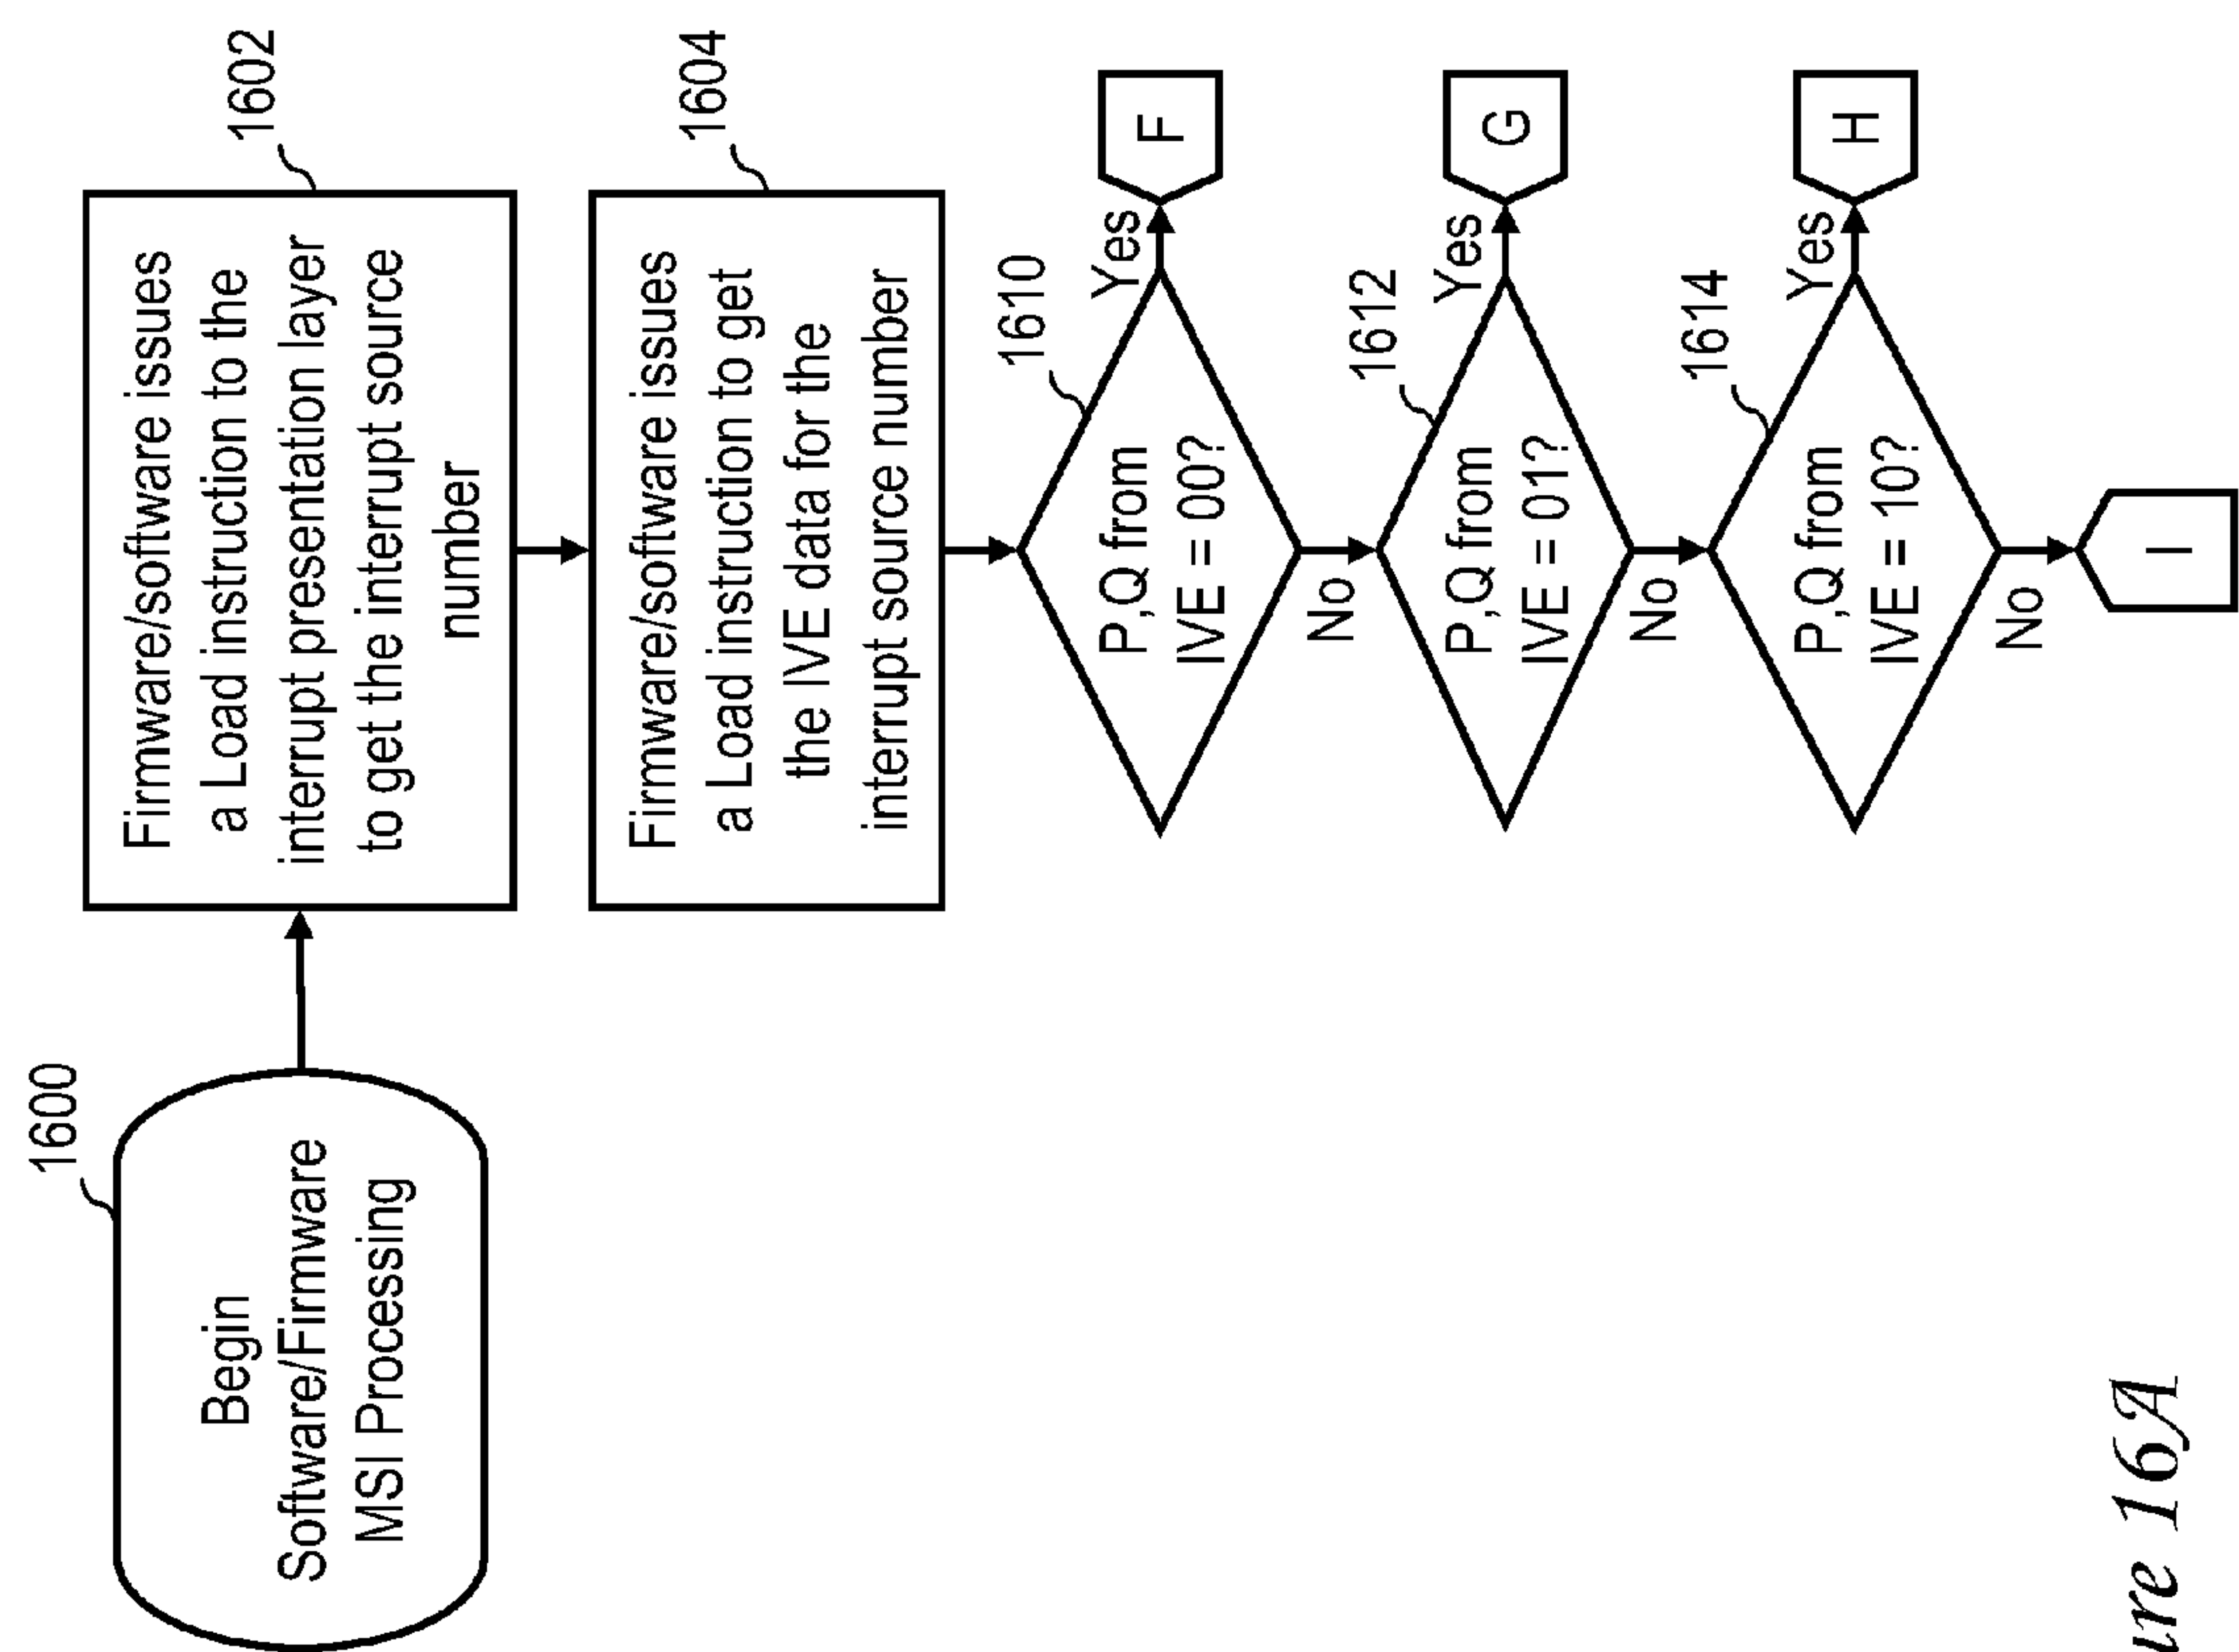 1600
Begin
Software/Firmware
MSI Processing
1602
Firmware/software issues
a Load instruction to the
interrupt presentation layer
to get the interrupt source
number
1604
Firmware/software issues
a Load instruction to get
the IVE data for the
interrupt source number
1610
P,Q from
IVE = 00?
Yes
F
No
1612
P,Q from
IVE = 01?
Yes
G
No
1614
P,Q from
IVE = 10?
Yes
H
No
I
16A